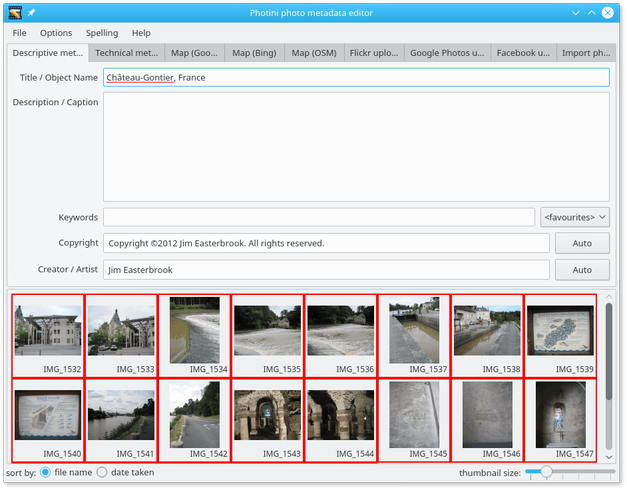 Photini photo metadata editor
File Options Spelling Help
Descriptive met... Technical met... Map (Goo... Map (Bing) Map (OSM) Flickr uplo... Google Photos u... Facebook u... Import ph...
Title / Object Name Château-Gontier, France
Description / Caption
Keywords <favourites>
Copyright Copyright ©2012 Jim Easterbrook. All rights reserved. Auto
Creator / Artist Jim Easterbrook Auto
IMG_1532 IMG_1533 IMG_1534 IMG_1535 IMG_1536 IMG_1537 IMG_1538 IMG_1539
IMG_1540 IMG_1541 IMG_1542 IMG_1543 IMG_1544 IMG_1545 IMG_1546 IMG_1547
sort by: file name date taken thumbnail size: